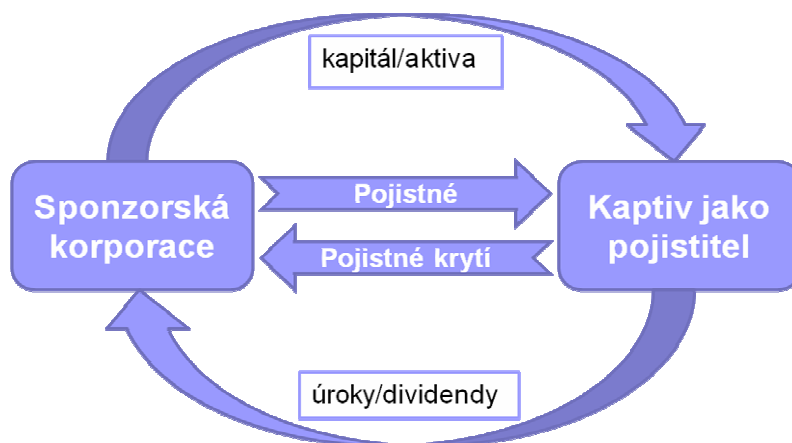 kapitál/aktiva
Sponzorská
korporace
Pojistné
Pojistné krytí
Kaptiv jako
pojistitel
úroky/dividendy